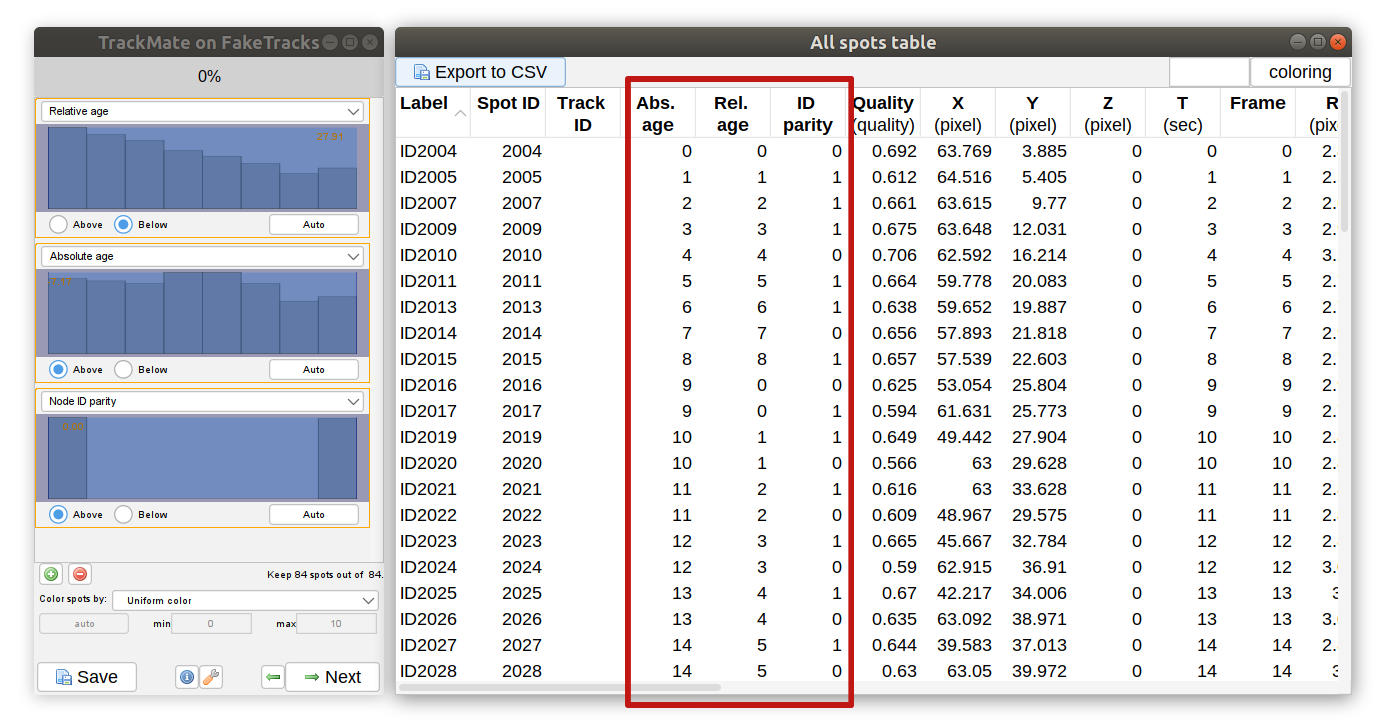 TrackMate on FakeTracks
0%
Relative age
27.91
Above Below Auto
Absolute age
Above Below Auto
Node ID parity
Above Below Auto
Keep 84 spots out of 84.
Color spots by: Uniform color
auto min 0 max 10
Save Next
All spots table
Export to CSV coloring
Label Spot ID Track ID Abs. age Rel. age ID parity Quality (quality) X (pixel) Y (pixel) Z (pixel) T (sec) Frame R (pix
ID2004 2004 0 0 0 0.692 63.769 3.885 0 0 0 2.
ID2005 2005 1 1 1 0.612 64.516 5.405 0 1 1 2.
ID2007 2007 2 2 1 0.661 63.615 9.77 0 2 2 2.
ID2009 2009 3 3 1 0.675 63.648 12.031 0 3 3 2.
ID2010 2010 4 4 0 0.706 62.592 16.214 0 4 4 3.
ID2011 2011 5 5 1 0.664 59.778 20.083 0 5 5 2.
ID2013 2013 6 6 1 0.638 59.652 19.887 0 6 6 2.
ID2014 2014 7 7 0 0.656 57.893 21.818 0 7 7 2.
ID2015 2015 8 8 1 0.657 57.539 22.603 0 8 8 2.
ID2016 2016 9 0 0 0.625 53.054 25.804 0 9 9 2.
ID2017 2017 9 0 1 0.594 61.631 25.773 0 9 9 2.
ID2019 2019 10 1 1 0.649 49.442 27.904 0 10 10 2.
ID2020 2020 10 1 0 0.566 63 29.628 0 10 10 2.
ID2021 2021 11 2 1 0.616 63 33.628 0 11 11 2.
ID2022 2022 11 2 0 0.609 48.967 29.575 0 11 11 2.
ID2023 2023 12 3 1 0.665 45.667 32.784 0 12 12 2.
ID2024 2024 12 3 0 0.59 62.915 36.91 0 12 12 3.
ID2025 2025 13 4 1 0.67 42.217 34.006 0 13 13 3
ID2026 2026 13 4 0 0.635 63.092 38.971 0 13 13 3.
ID2027 2027 14 5 1 0.644 39.583 37.013 0 14 14 2.
ID2028 2028 14 5 0 0.63 63.05 39.972 0 14 14 3